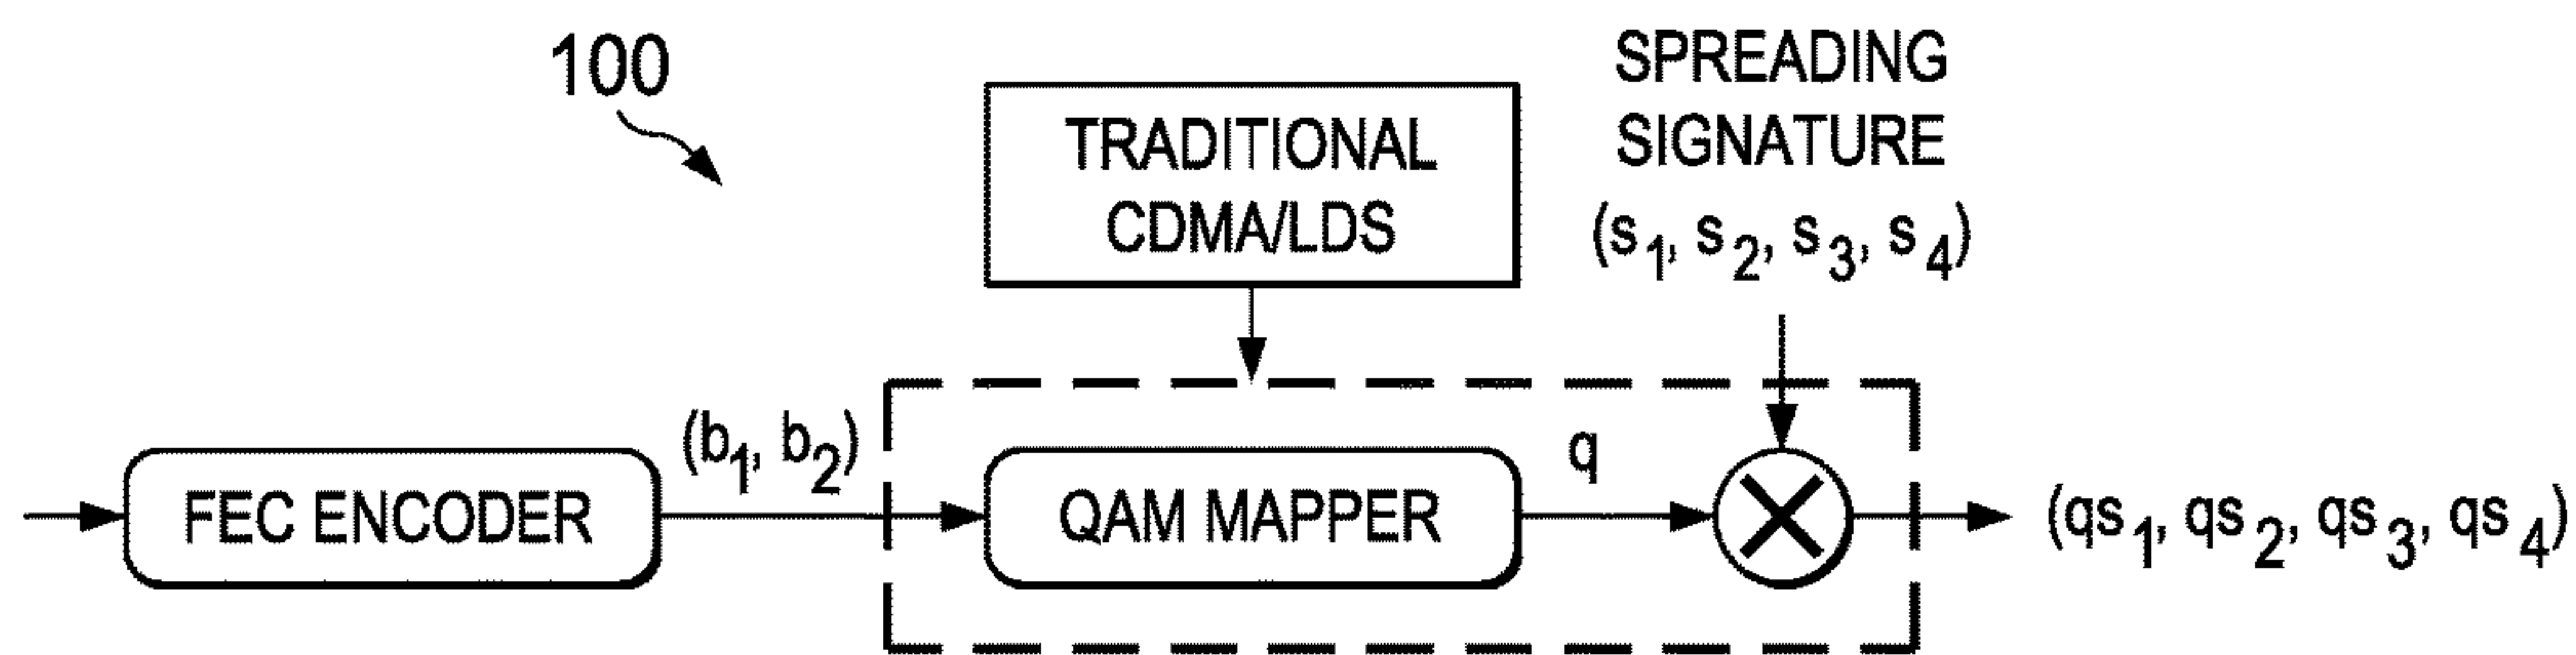 100
TRADITIONAL
CDMA/LDS
SPREADING
SIGNATURE
(s1, s2, s3, s4)
FEC ENCODER
(b1, b2)
QAM MAPPER
q
(qs1, qs2, qs3, qs4)